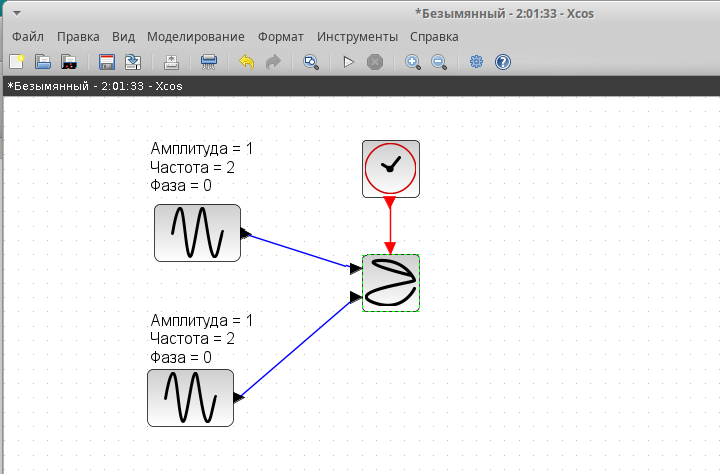 *Безымянный - 2:01:33 - Xcos
Файл Правка Вид Моделирование Формат Инструменты Справка
*Безымянный - 2:01:33 - Xcos
Амплитуда = 1
Частота = 2
Фаза = 0
Амплитуда = 1
Частота = 2
Фаза = 0